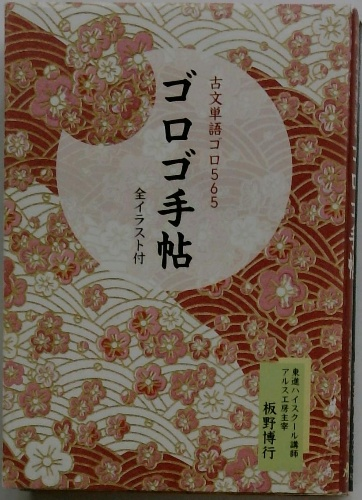 古文単語ゴロ565
ゴロゴ手帖
全イラスト付
東進ハイスクール講師
アルス工房主宰
板野博行